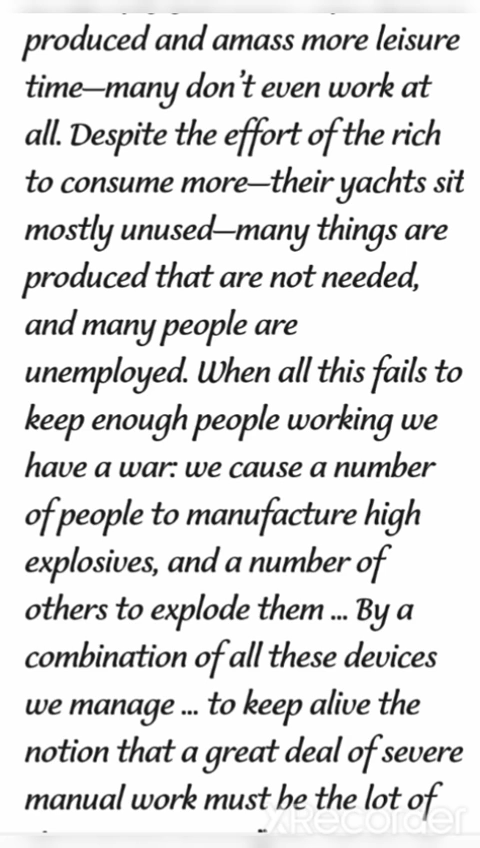 produced and amass more leisure
time—many don't even work at
all. Despite the effort of the rich
to consume more—their yachts sit
mostly unused—many things are
produced that are not needed,
and many people are
unemployed. When all this fails to
keep enough people working we
have a war: we cause a number
of people to manufacture high
explosives, and a number of
others to explode them ... By a
combination of all these devices
we manage ... to keep alive the
notion that a great deal of severe
manual work must be the lot of
XRecorder